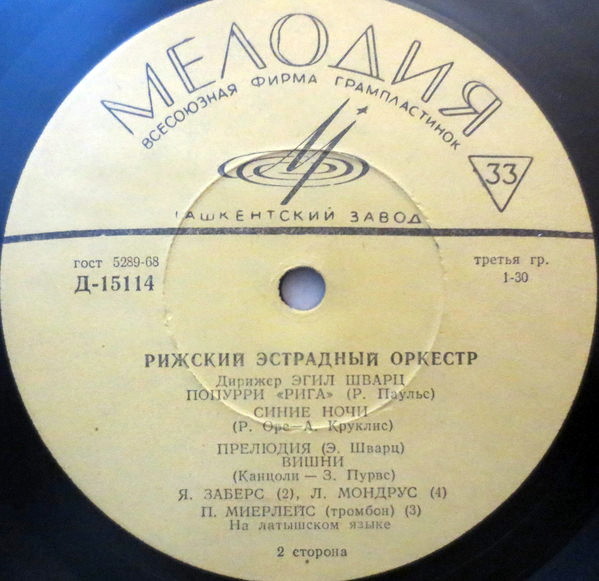 МЕЛОДИЯ
ВСЕСОЮЗНАЯ ФИРМА ГРАМПЛАСТИНОК
33
ТАШКЕНТСКИЙ ЗАВОД
гост 5289-68
Д-15114
третья гр.
1-30
РИЖСКИЙ ЭСТРАДНЫЙ ОРКЕСТР
Дирижер ЭГИЛ ШВАРЦ
ПОПУРРИ «РИГА» (Р. Паульс)
СИНИЕ НОЧИ
(Р. Оре—А. Круклис)
ПРЕЛЮДИЯ (Э. Шварц)
ВИШНИ
(Канцоли — З. Пурвс)
Я. ЗАБЕРС (2), Л. МОНДРУС (4)
П. МИЕРЛЕЙС (тромбон) (3)
На латышском языке
2 сторона